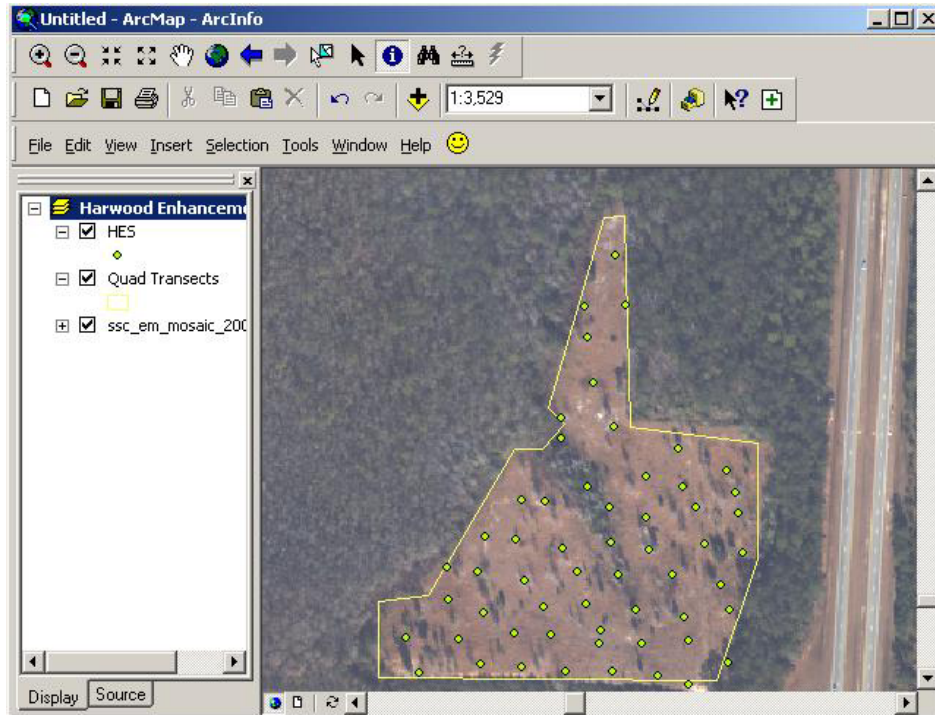 Untitled - ArcMap - ArcInfo
1:3,529
File Edit View Insert Selection Tools Window Help
Harwood Enhanceme
HES
Quad Transects
ssc_em_mosaic_200
Display Source